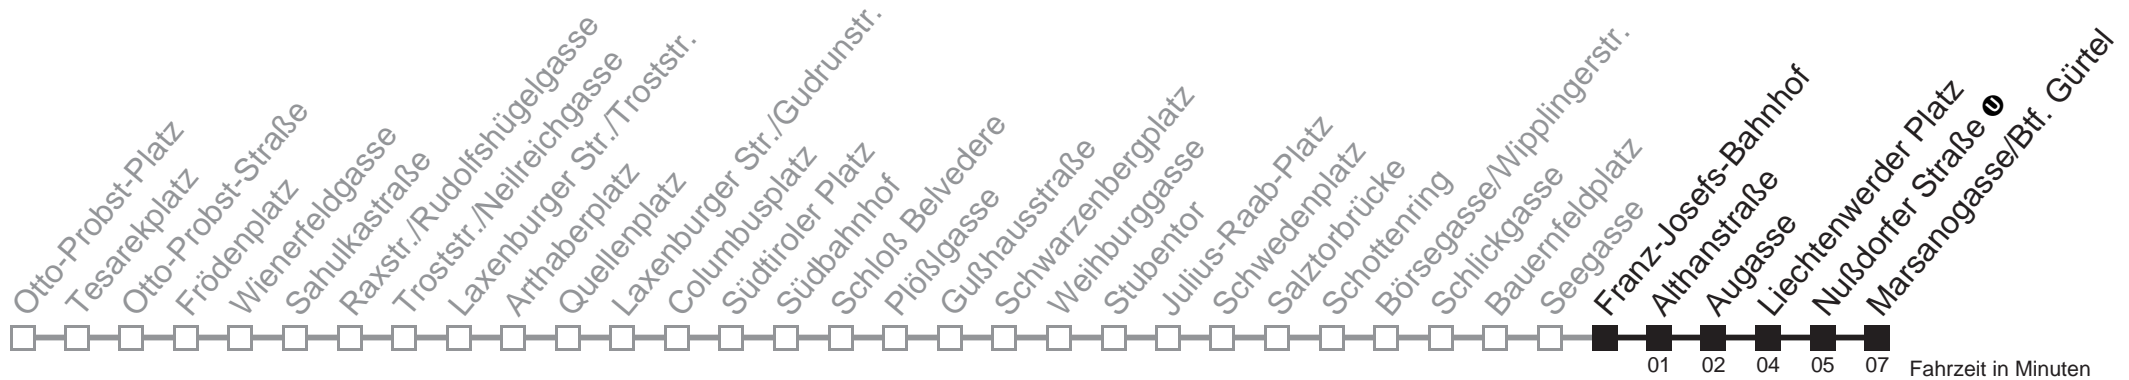 Otto-Probst-Platz
Tesarekplatz
Otto-Probst-Straße
Frödenplatz
Wienerfeldgasse
Sahulkastraße
Raxstr./Rudolfshügelgasse
Troststr./Neilreichgasse
Laxenburger Str./Troststr.
Arthaberplatz
Quellenplatz
Laxenburger Str./Gudrunstr.
Columbusplatz
Südtiroler Platz
Südbahnhof
Schloß Belvedere
Plößlgasse
Gußhausstraße
Schwarzenbergplatz
Weihburggasse
Stubentor
Julius-Raab-Platz
Schwedenplatz
Salztorbrücke
Schottenring
Börsegasse/Wipplingerstr.
Schlickgasse
Bauernfeldplatz
Seegasse
Franz-Josefs-Bahnhof
Althanstraße
Augasse
Liechtenwerder Platz
Nußdorfer Straße U
Marsanogasse/Btf. Gürtel
01 02 04 05 07 Fahrzeit in Minuten